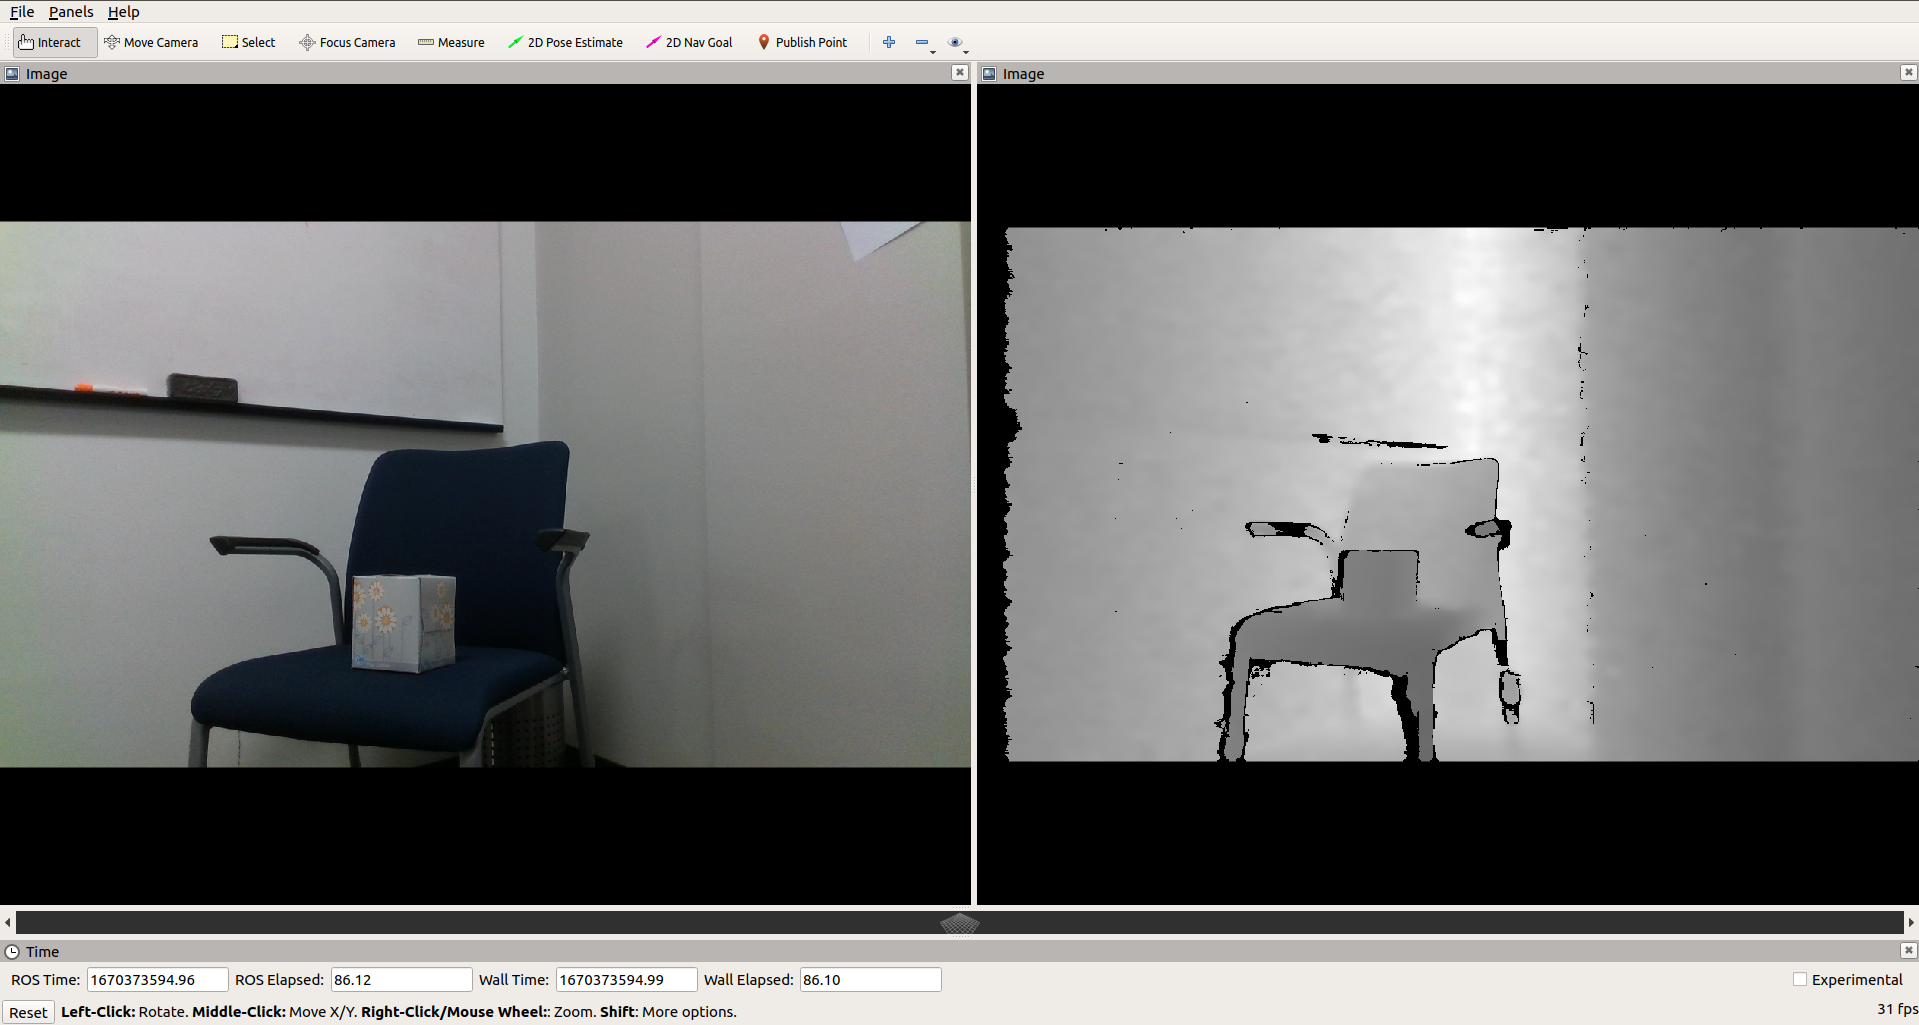 File Panels Help
Interact Move Camera Select Focus Camera Measure 2D Pose Estimate 2D Nav Goal Publish Point
Image
Image
Time
ROS Time: 1670373594.96 ROS Elapsed: 86.12 Wall Time: 1670373594.99 Wall Elapsed: 86.10 Experimental
Reset Left-Click: Rotate. Middle-Click: Move X/Y. Right-Click/Mouse Wheel:: Zoom. Shift: More options. 31 fps